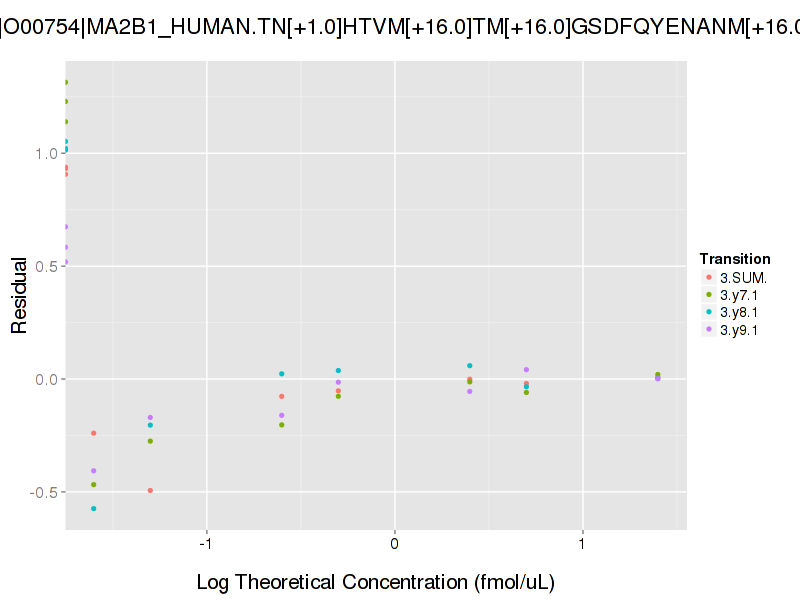 |O00754|MA2B1_HUMAN.TN[+1.0]HTVM[+16.0]TM[+16.0]GSDFQYENANM[+16.0
Residual
1.0
0.5
0.0
-0.5
-1
0
1
Log Theoretical Concentration (fmol/uL)
Transition
3.SUM.
3.y7.1
3.y8.1
3.y9.1